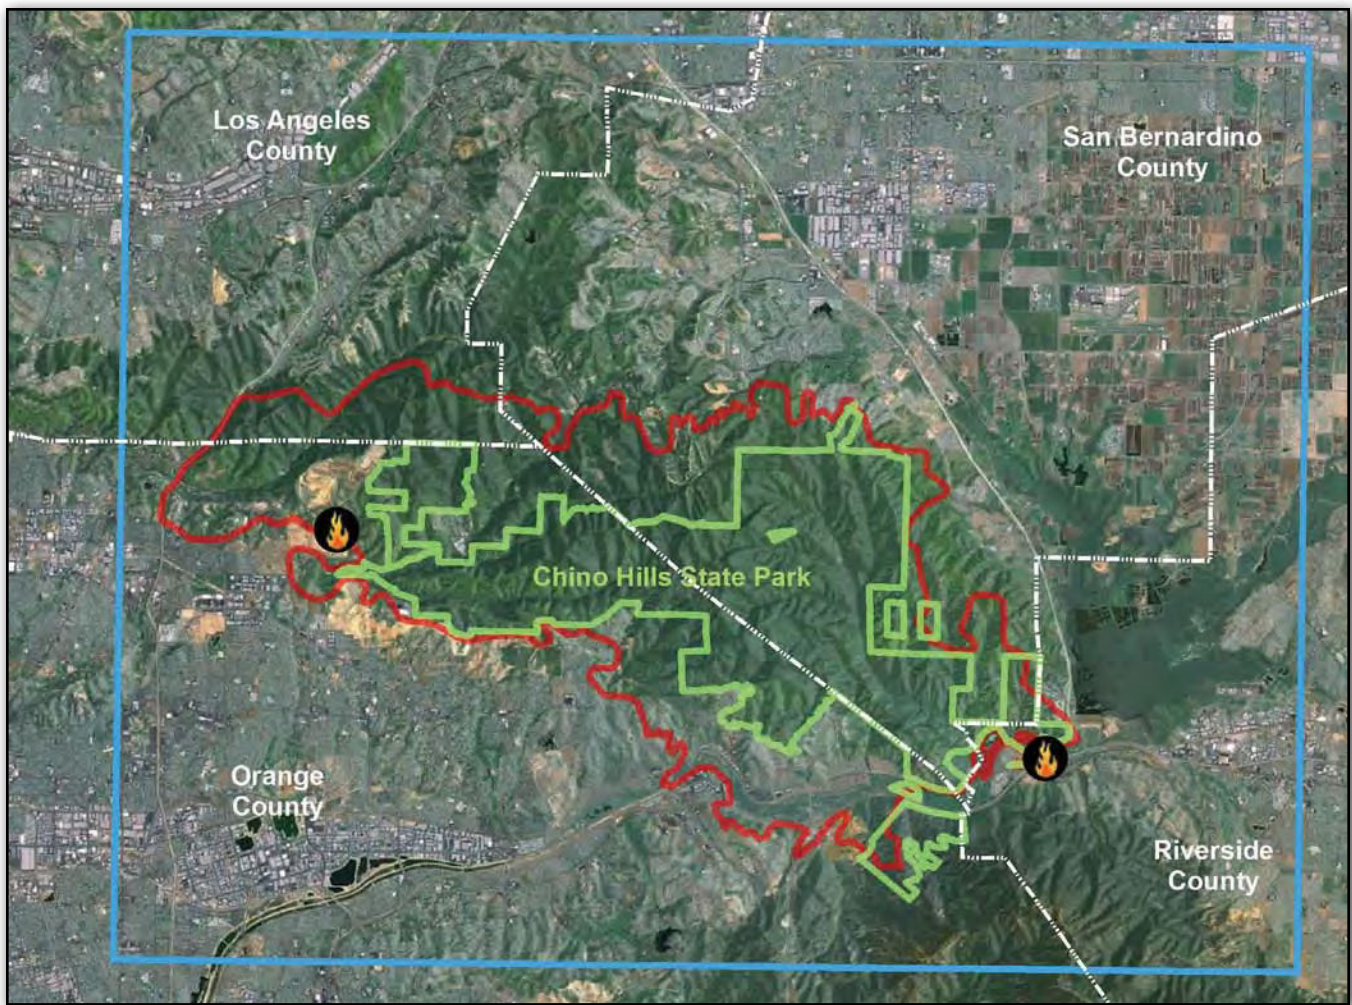 Los Angeles
County
San Bernardino
County
Chino Hills State Park
Orange
County
Riverside
County